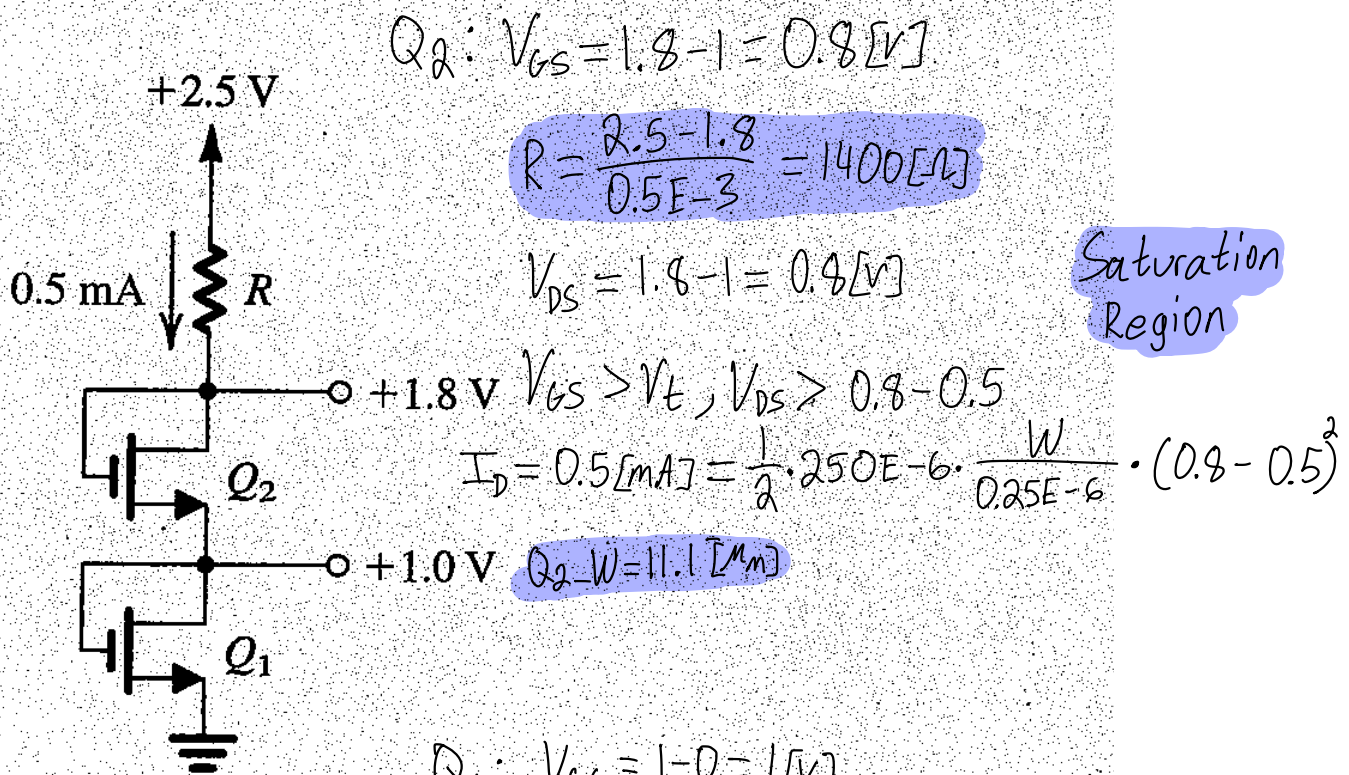 Q2: VGS = 1.8-1 = 0.8 [V]
+2.5 V
R = (2.5-1.8)/(0.5E-3) = 1400 [Ω]
0.5 mA
R
VDS = 1.8-1 = 0.8 [V]
Saturation
Region
+1.8 V
VGS > Vt, VDS > 0.8-0.5
Q2
ID = 0.5 [mA] = 1/2 · 250E-6 · W/(0.25E-6) · (0.8-0.5)²
+1.0 V
Q2_W = 11.1 [μm]
Q1
= 1-0 = 1 [V]